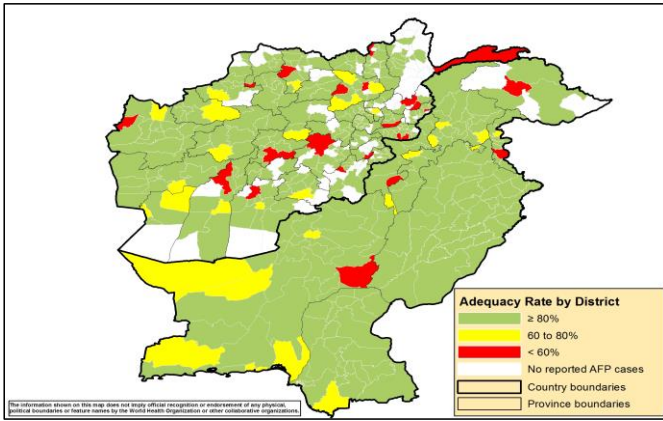 Adequacy Rate by District
≥ 80%
60 to 80%
< 60%
No reported AFP cases
Country boundaries
Province boundaries
The information shown on this map does not imply official recognition or endorsement of any physical,
political boundaries or feature names by the World Health Organization or other collaborative organizations.